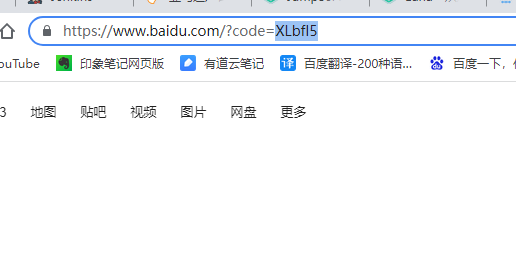 https://www.baidu.com/?code=XLbfl5
YouTube 印象笔记网页版 有道云笔记 译 百度翻译-200种语... 百度一下，
3 地图 贴吧 视频 图片 网盘 更多